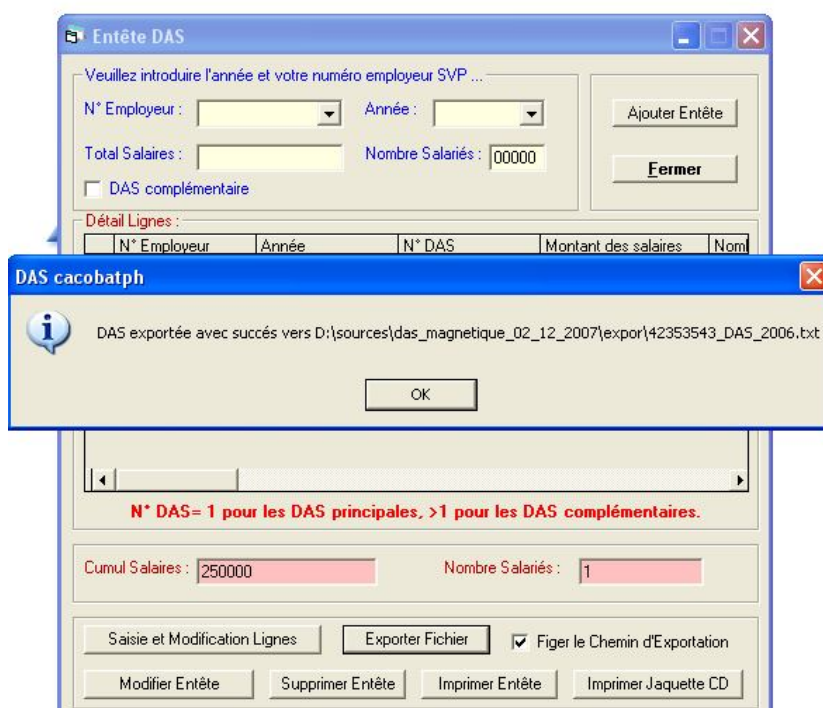 Entête DAS
Veuillez introduire l'année et votre numéro employeur SVP ...
N° Employeur :
Année :
Ajouter Entête
Total Salaires :
Nombre Salariés : 00000
Fermer
DAS complémentaire
Détail Lignes :
N° Employeur Année N° DAS Montant des salaires Nom
DAS cacobatph
DAS exportée avec succés vers D:\sources\das_magnetique_02_12_2007\expor\42353543_DAS_2006.txt
OK
N° DAS= 1 pour les DAS principales, >1 pour les DAS complémentaires.
Cumul Salaires : 250000
Nombre Salariés : 1
Saisie et Modification Lignes
Exporter Fichier
Figer le Chemin d'Exportation
Modifier Entête
Supprimer Entête
Imprimer Entête
Imprimer Jaquette CD